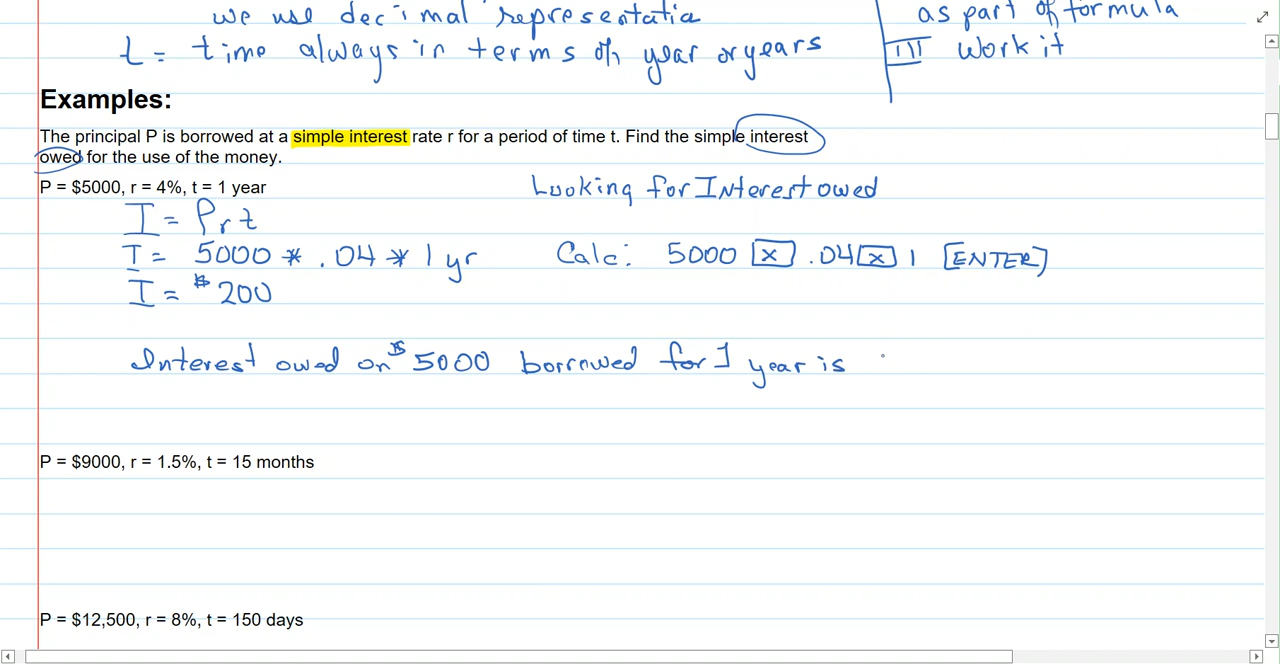 we use decimal representatio
as part of formula
t = time always in terms of year or years
III Work it
Examples:
The principal P is borrowed at a simple interest rate r for a period of time t. Find the simple interest
owed for the use of the money.
P = $5000, r = 4%, t = 1 year
Looking for Interest owed
I = Prt
I = 5000 * .04 * 1 yr
Calc: 5000 [x] .04 [x] 1 [ENTER]
I = $200
Interest owed on $5000 borrowed for 1 year is
P = $9000, r = 1.5%, t = 15 months
P = $12,500, r = 8%, t = 150 days